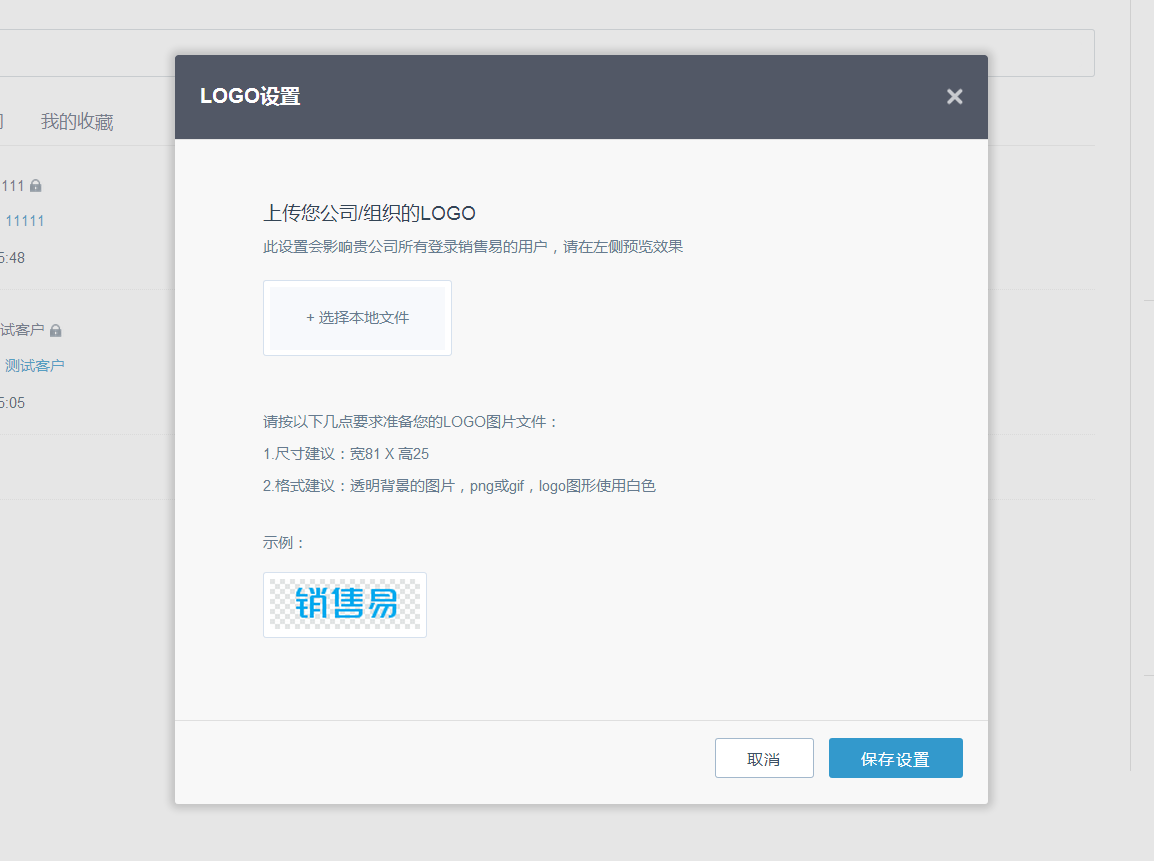 LOGO设置
我的收藏
111
11111
5:48
试客户
测试客户
5:05
上传您公司/组织的LOGO
此设置会影响贵公司所有登录销售易的用户，请在左侧预览效果
+ 选择本地文件
请按以下几点要求准备您的LOGO图片文件：
1.尺寸建议：宽81 X 高25
2.格式建议：透明背景的图片，png或gif，logo图形使用白色
示例：
销售易
取消
保存设置